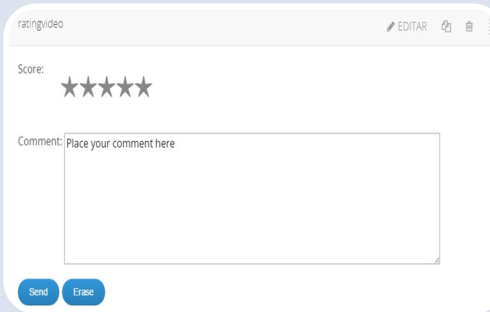 ratingvideo EDITAR
Score:
Comment: Place your comment here
Send Erase